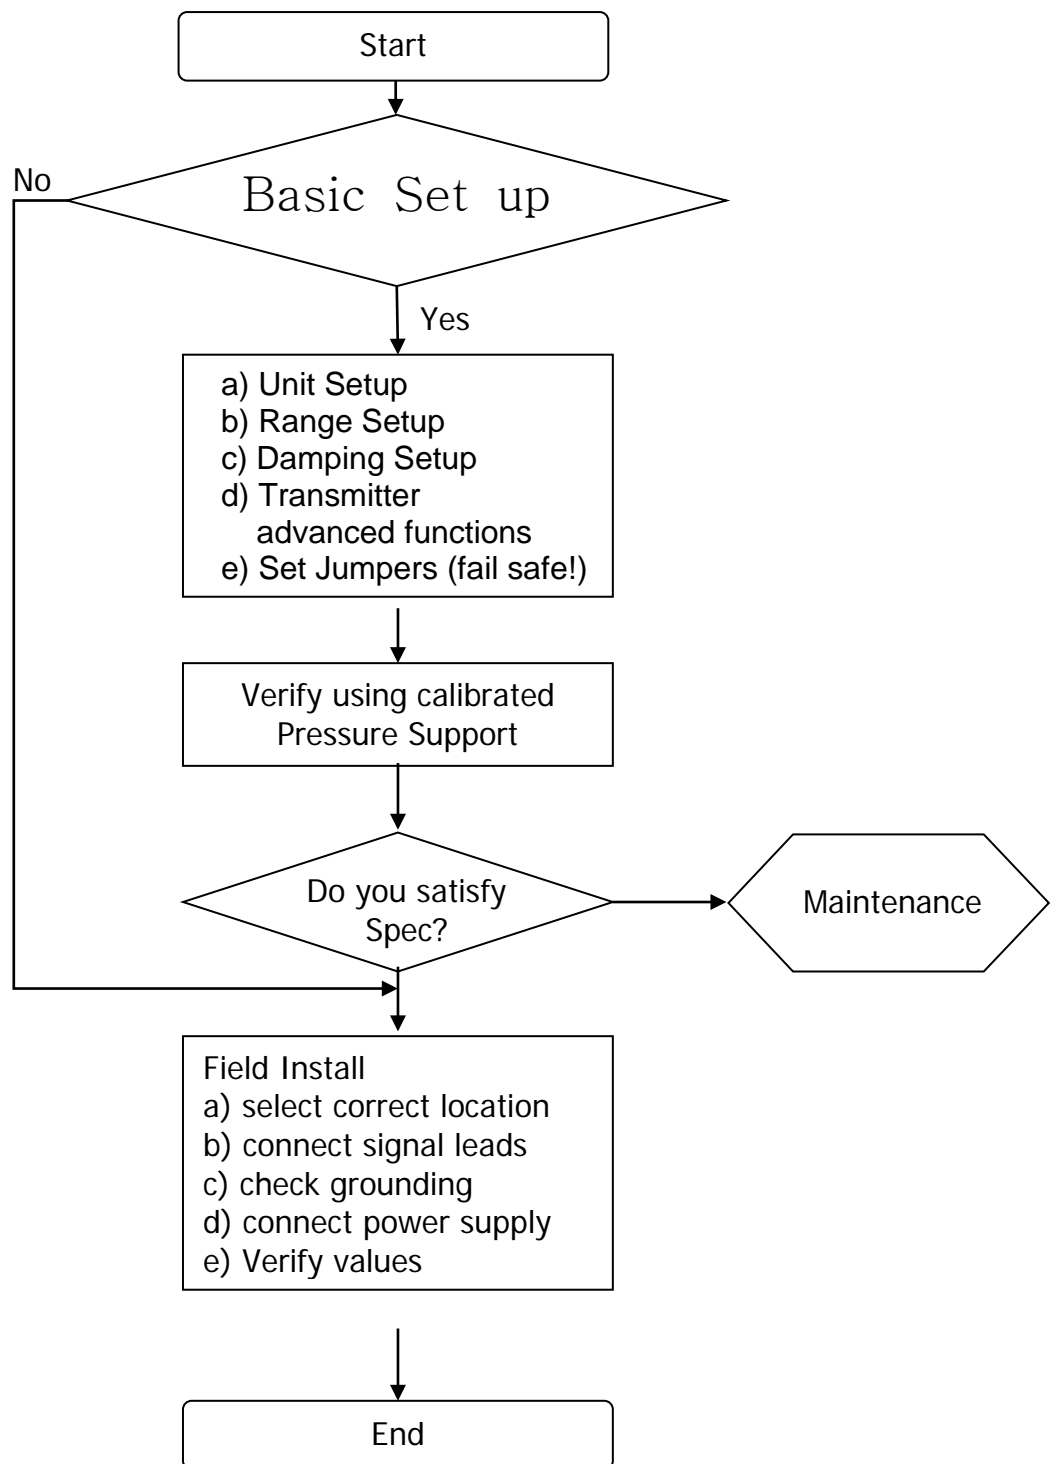 Start
No
Basic Set up
Yes
a) Unit Setup
b) Range Setup
c) Damping Setup
d) Transmitter
advanced functions
e) Set Jumpers (fail safe!)
Verify using calibrated
Pressure Support
Do you satisfy
Spec?
Maintenance
Field Install
a) select correct location
b) connect signal leads
c) check grounding
d) connect power supply
e) Verify values
End